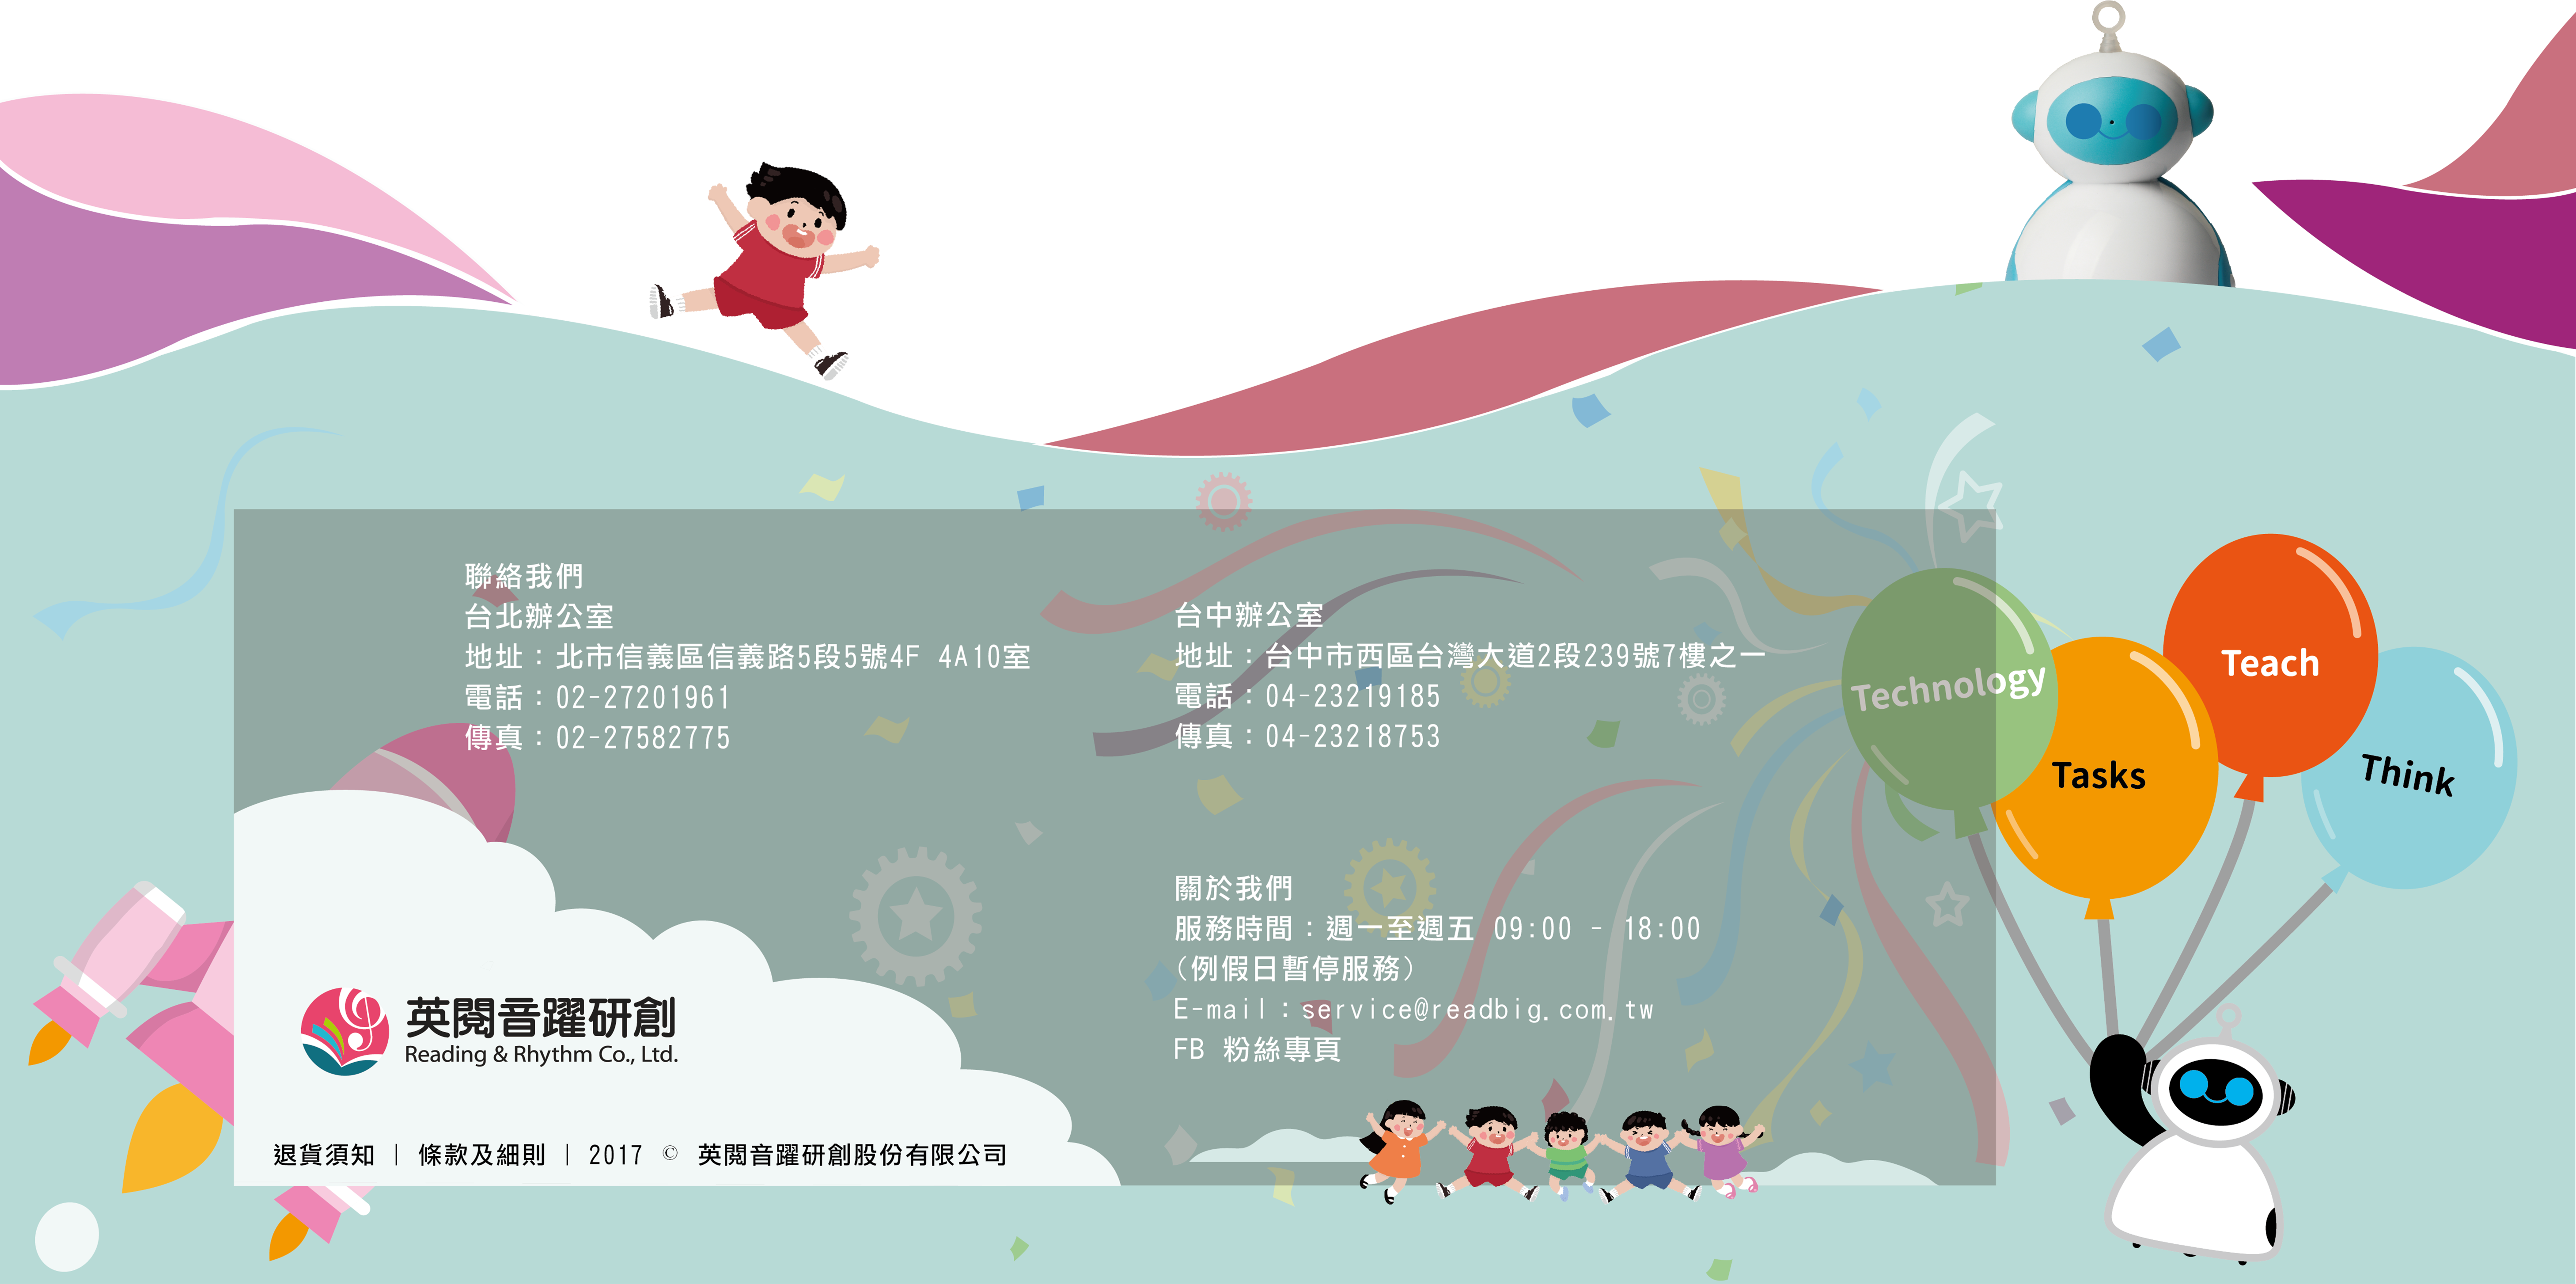 聯絡我們
台北辦公室
地址：北市信義區信義路5段5號4F 4A10室
電話：02-27201961
傳真：02-27582775
台中辦公室
地址：台中市西區台灣大道2段239號7樓之一
電話：04-23219185
傳真：04-23218753
關於我們
服務時間：週一至週五 09:00 - 18:00
(例假日暫停服務)
E-mail：service@readbig.com.tw
FB 粉絲專頁
Technology
Tasks
Teach
Think
英閱音躍研創
Reading & Rhythm Co., Ltd.
退貨須知 | 條款及細則 | 2017 © 英閱音躍研創股份有限公司